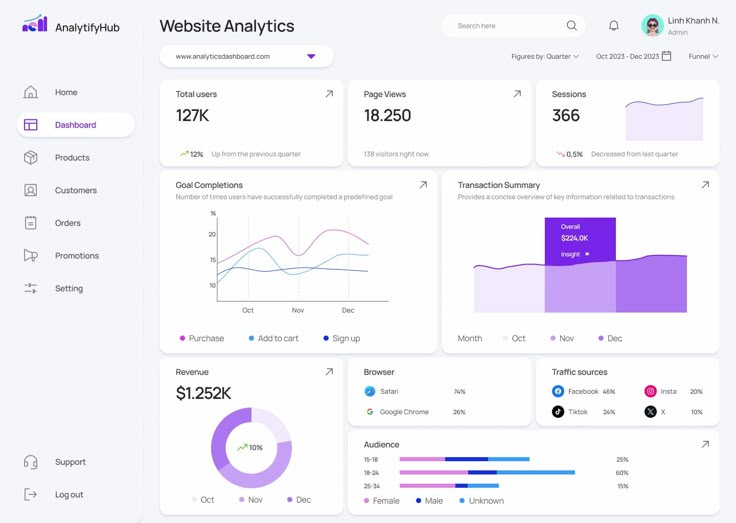 AnalytifyHub
Website Analytics
Search here
Linh Khanh N.
Admin
www.analyticsdashboard.com
Figures by: Quarter
Oct 2023 - Dec 2023
Funnel
Home
Dashboard
Products
Customers
Orders
Promotions
Setting
Support
Log out
Total users
127K
12% Up from the previous quarter
Page Views
18.250
138 visitors right now
Sessions
366
0,5% Decreased from last quarter
Goal Completions
Number of times users have successfully completed a predefined goal
%
20
15
10
Oct Nov Dec
Purchase Add to cart Sign up
Transaction Summary
Provides a concise overview of key information related to transactions
Overall
$224,0K
Insight
Month Oct Nov Dec
Revenue
$1.252K
10%
Oct Nov Dec
Browser
Safari 74%
Google Chrome 26%
Traffic sources
Facebook 46% Insta 20%
Tiktok 24% X 10%
Audience
15-18 25%
18-24 60%
25-34 15%
Female Male Unknown